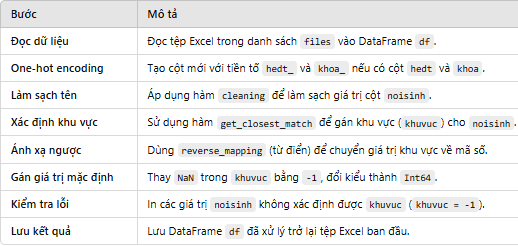 Bước Mô tả
Đọc dữ liệu Đọc tệp Excel trong danh sách files vào DataFrame df.
One-hot encoding Tạo cột mới với tiền tố hedt_ và khoa_ nếu có cột hedt và khoa.
Làm sạch tên Áp dụng hàm cleaning để làm sạch giá trị cột noisinh.
Xác định khu vực Sử dụng hàm get_closest_match để gán khu vực (khuvuc) cho noisinh.
Ánh xạ ngược Dùng reverse_mapping (từ điển) để chuyển giá trị khu vực về mã số.
Gán giá trị mặc định Thay NaN trong khuvuc bằng -1, đổi kiểu thành Int64.
Kiểm tra lỗi In các giá trị noisinh không xác định được khuvuc (khuvuc = -1).
Lưu kết quả Lưu DataFrame df đã xử lý trở lại tệp Excel ban đầu.